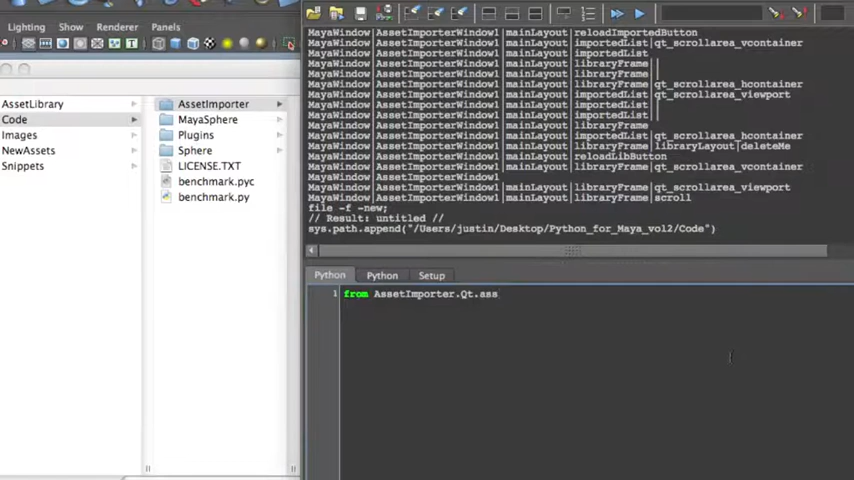 Lighting Show Renderer Panels
AssetLibrary
Code
Images
NewAssets
Snippets
AssetImporter
MayaSphere
Plugins
Sphere
LICENSE.TXT
benchmark.pyc
benchmark.py
MayaWindow|AssetImporterWindow1|mainLayout|reloadImportedButton
MayaWindow|AssetImporterWindow1|mainLayout|importedList|qt_scrollarea_vcontainer
MayaWindow|AssetImporterWindow1|mainLayout|importedList
MayaWindow|AssetImporterWindow1|mainLayout|libraryFrame||
MayaWindow|AssetImporterWindow1|mainLayout|libraryFrame||
MayaWindow|AssetImporterWindow1|mainLayout|libraryFrame|qt_scrollarea_hcontainer
MayaWindow|AssetImporterWindow1|mainLayout|importedList|qt_scrollarea_viewport
MayaWindow|AssetImporterWindow1|mainLayout|importedList||
MayaWindow|AssetImporterWindow1|mainLayout|importedList||
MayaWindow|AssetImporterWindow1|mainLayout|libraryFrame
MayaWindow|AssetImporterWindow1|mainLayout|importedList|qt_scrollarea_hcontainer
MayaWindow|AssetImporterWindow1|mainLayout|libraryFrame|libraryLayout|deleteMe
MayaWindow|AssetImporterWindow1|mainLayout|reloadLibButton
MayaWindow|AssetImporterWindow1|mainLayout|libraryFrame|qt_scrollarea_vcontainer
MayaWindow|AssetImporterWindow1
MayaWindow|AssetImporterWindow1|mainLayout|libraryFrame|qt_scrollarea_viewport
MayaWindow|AssetImporterWindow1|mainLayout|libraryFrame|scroll
file -f -new;
// Result: untitled //
sys.path.append("/Users/justin/Desktop/Python_for_Maya_vol2/Code")
Python Python Setup
1 from AssetImporter.Qt.ass